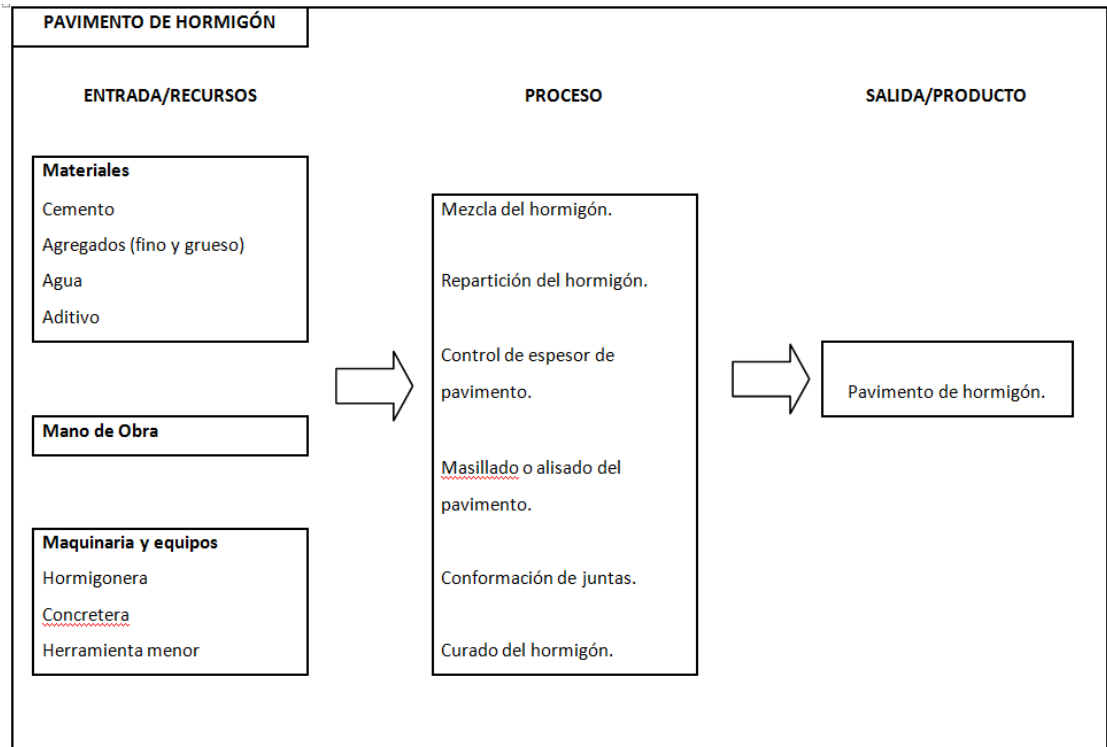 PAVIMENTO DE HORMIGÓN
ENTRADA/RECURSOS
PROCESO
SALIDA/PRODUCTO
Materiales
Cemento
Agregados (fino y grueso)
Agua
Aditivo
Mano de Obra
Maquinaria y equipos
Hormigonera
Concretera
Herramienta menor
Mezcla del hormigón.
Repartición del hormigón.
Control de espesor de
pavimento.
Masillado o alisado del
pavimento.
Conformación de juntas.
Curado del hormigón.
Pavimento de hormigón.